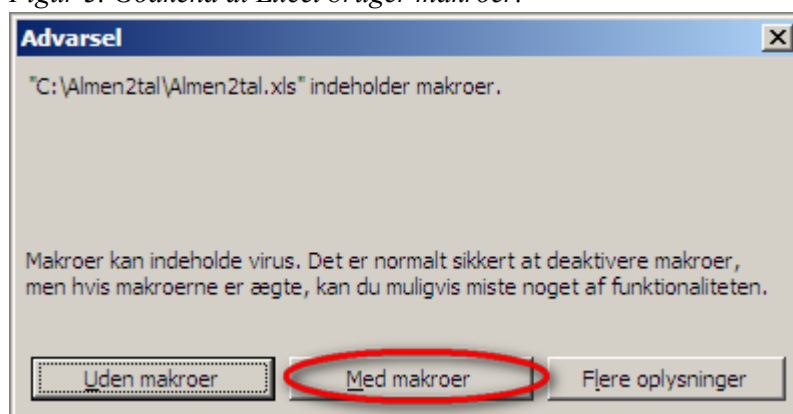 Figur 3. Godkend at Excel bruger makroer.
Advarsel
"C:\Almen2tal\Almen2tal.xls" indeholder makroer.
Makroer kan indeholde virus. Det er normalt sikkert at deaktivere makroer,
men hvis makroerne er ægte, kan du muligvis miste noget af funktionaliteten.
Uden makroer Med makroer Flere oplysninger